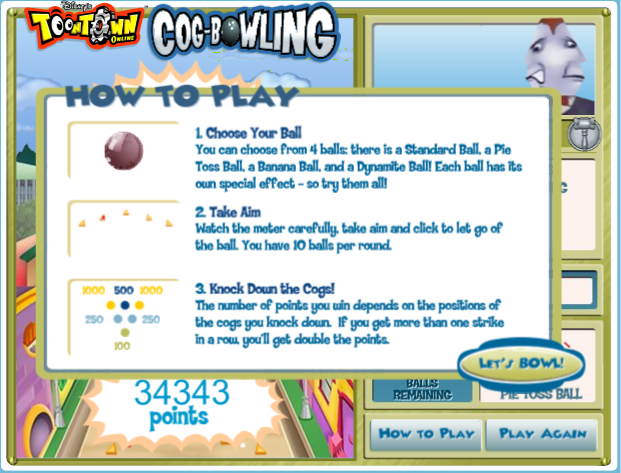 Disney's
TOONTOWN
ONLINE
COG-BOWLING
HOW TO PLAY
1. Choose Your Ball
You can choose from 4 balls: there is a Standard Ball, a Pie
Toss Ball, a Banana Ball, and a Dynamite Ball! Each ball has its
own special effect - so try them all!
2. Take Aim
Watch the meter carefully, take aim and click to let go of
the ball. You have 10 balls per round.
1000 500 1000
250 250
100
3. Knock Down the Cogs!
The number of points you win depends on the positions of
the cogs you knock down. If you get more than one strike
in a row, you'll get double the points.
LET'S BOWL!
34343
points
BALLS
REMAINING
PIE TOSS BALL
HOW TO PLAY
PLAY AGAIN